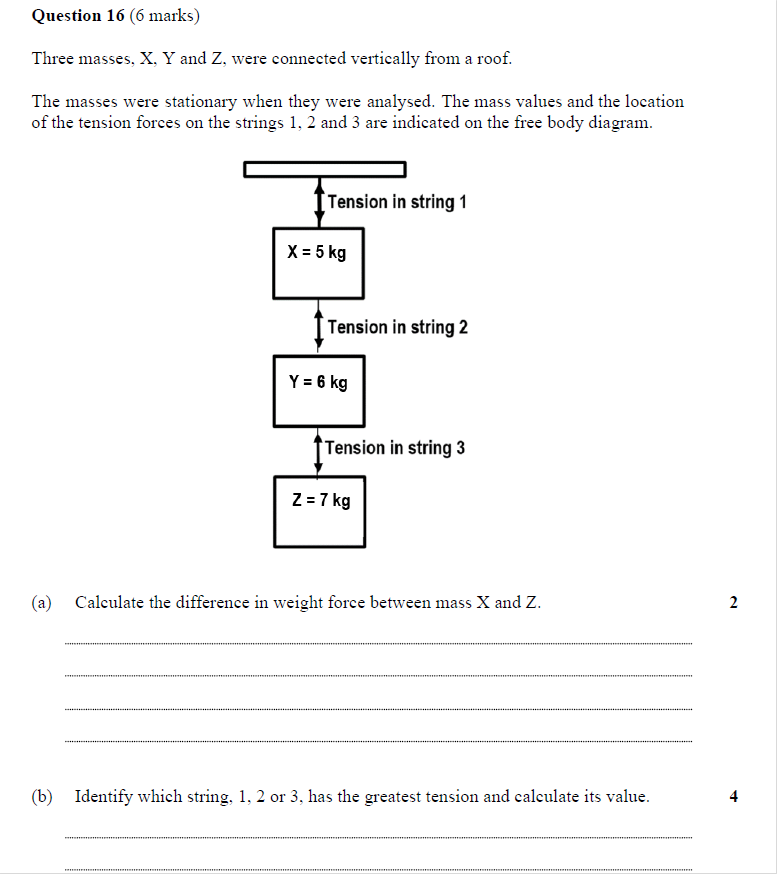 Question 16 (6 marks)
Three masses, X, Y and Z, were connected vertically from a roof.
The masses were stationary when they were analysed. The mass values and the location
of the tension forces on the strings 1, 2 and 3 are indicated on the free body diagram.
Tension in string 1
X = 5 kg
Tension in string 2
Y = 6 kg
Tension in string 3
Z = 7 kg
(a) Calculate the difference in weight force between mass X and Z. 2
(b) Identify which string, 1, 2 or 3, has the greatest tension and calculate its value. 4